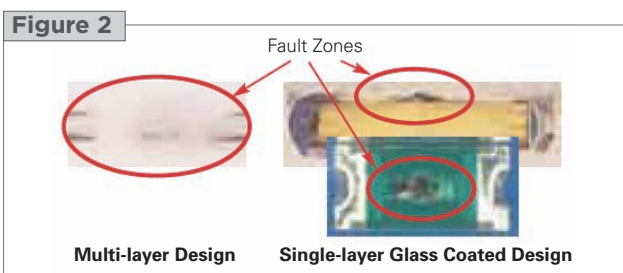 Figure 2
Fault Zones
Multi-layer Design
Single-layer Glass Coated Design